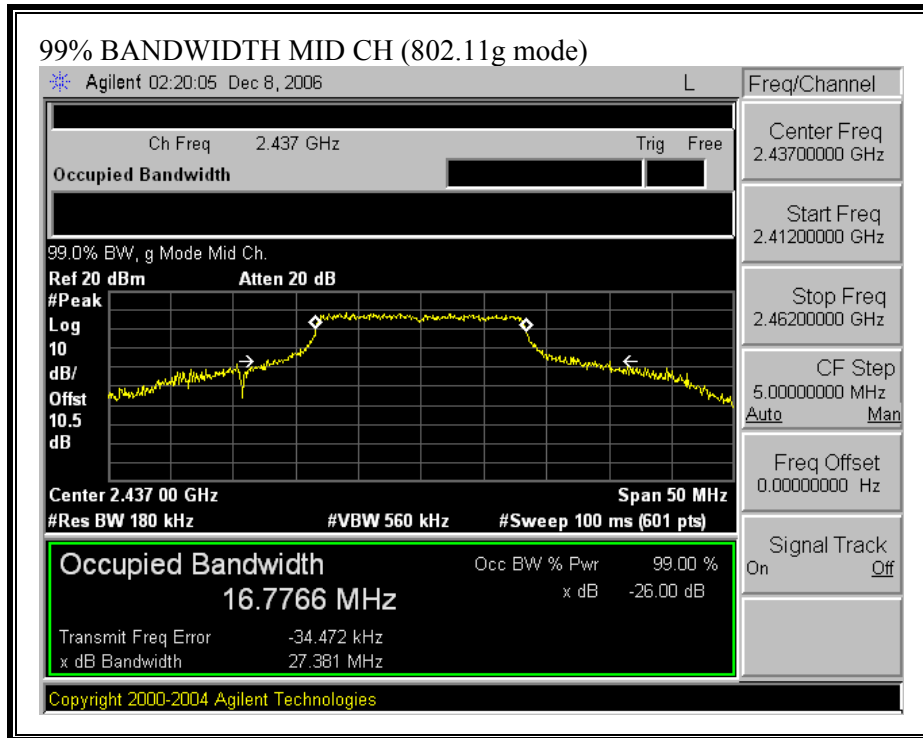 99% BANDWIDTH MID CH (802.11g mode)
Agilent 02:20:05 Dec 8, 2006 L
Freq/Channel
Ch Freq 2.437 GHz Trig Free
Occupied Bandwidth
Center Freq
2.43700000 GHz
Start Freq
2.41200000 GHz
Stop Freq
2.46200000 GHz
CF Step
5.00000000 MHz
Auto Man
Freq Offset
0.00000000 Hz
Signal Track
On Off
99.0% BW, g Mode Mid Ch.
Ref 20 dBm Atten 20 dB
#Peak
Log
10
dB/
Offst
10.5
dB
Center 2.437 00 GHz Span 50 MHz
#Res BW 180 kHz #VBW 560 kHz #Sweep 100 ms (601 pts)
Occupied Bandwidth Occ BW % Pwr 99.00 %
16.7766 MHz x dB -26.00 dB
Transmit Freq Error -34.472 kHz
x dB Bandwidth 27.381 MHz
Copyright 2000-2004 Agilent Technologies